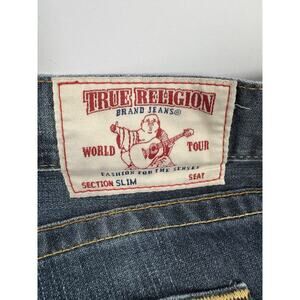 TRUE RELIGION
BRAND JEANS®
WORLD TOUR
FASHION FOR THE SENSES
SECTION SLIM SEAT